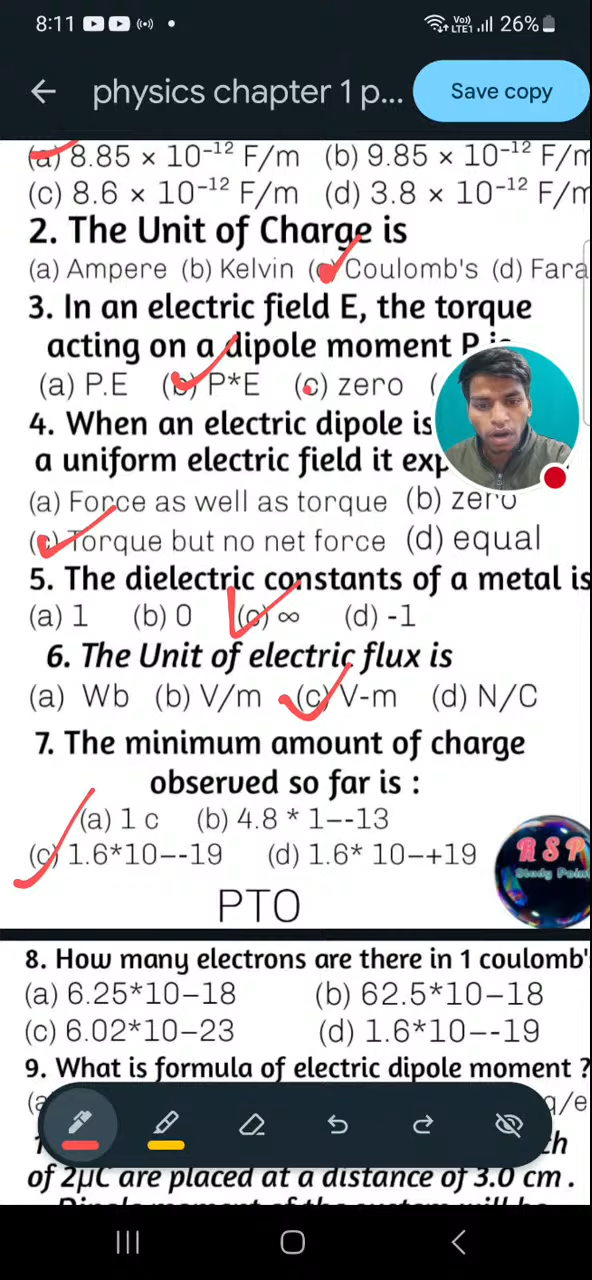 8:11 Vo)) LTE1 26%
physics chapter 1 p... Save copy
(a) 8.85 × 10⁻¹² F/m (b) 9.85 × 10⁻¹² F/m
(c) 8.6 × 10⁻¹² F/m (d) 3.8 × 10⁻¹² F/m
2. The Unit of Charge is
(a) Ampere (b) Kelvin (c) Coulomb's (d) Fara
3. In an electric field E, the torque
acting on a dipole moment P is
(a) P.E (b) P*E (c) zero (
4. When an electric dipole is
a uniform electric field it exp
(a) Force as well as torque (b) zero
(c) Torque but no net force (d) equal
5. The dielectric constants of a metal is
(a) 1 (b) 0 (c) ∞ (d) -1
6. The Unit of electric flux is
(a) Wb (b) V/m (c) V-m (d) N/C
7. The minimum amount of charge
observed so far is :
(a) 1 c (b) 4.8 * 1--13
(c) 1.6*10--19 (d) 1.6* 10-+19
RSP
Study Point
PTO
8. How many electrons are there in 1 coulomb'
(a) 6.25*10-18 (b) 62.5*10-18
(c) 6.02*10-23 (d) 1.6*10--19
9. What is formula of electric dipole moment ?
(a q/e
1 ch
of 2μC are placed at a distance of 3.0 cm .